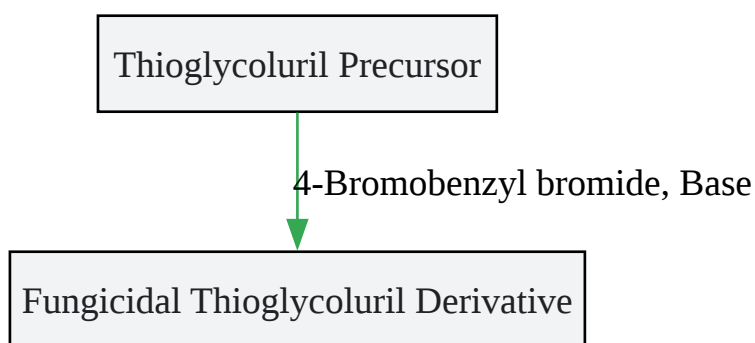 Thioglycoluril Precursor
4-Bromobenzyl bromide, Base
Fungicidal Thioglycoluril Derivative